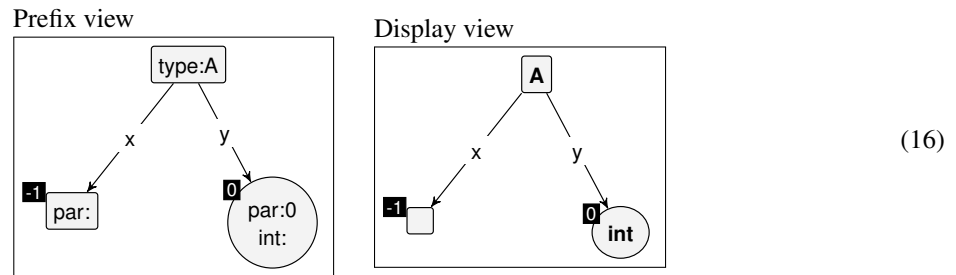 Prefix view
type:A
x
y
-1
par:
0
par:0
int:
Display view
A
x
y
-1
0
int
(16)